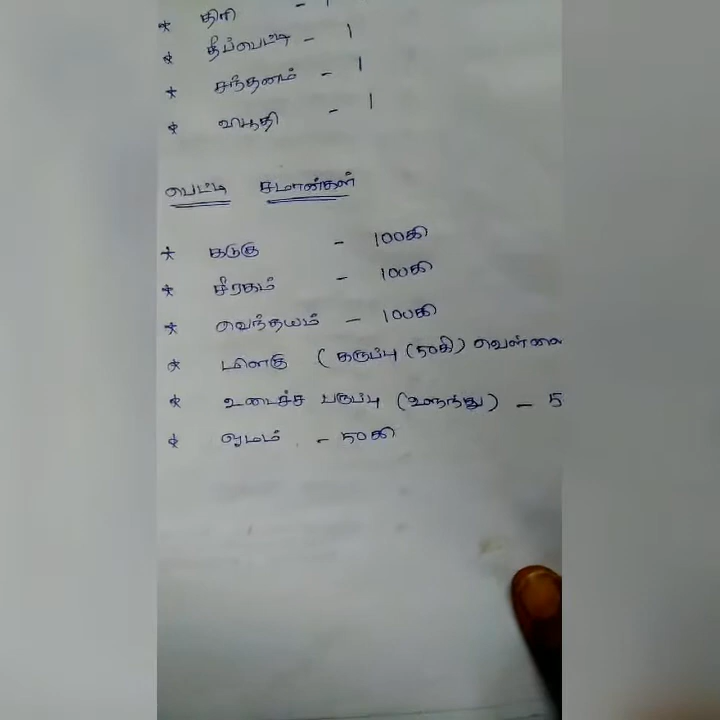 * திரி - 1
* தீப்பெட்டி - 1
* சந்தனம் - 1
* விபூதி - 1
பெட்டி சமான்கள்
* கடுகு - 100கி
* சீரகம் - 100கி
* வெந்தயம் - 100கி
* மிளகு ( கருப்பு (50கி) வெள்ளை
* உடைச்ச பருப்பு (உளுந்து) - 5
* ஓமம் - 50கி